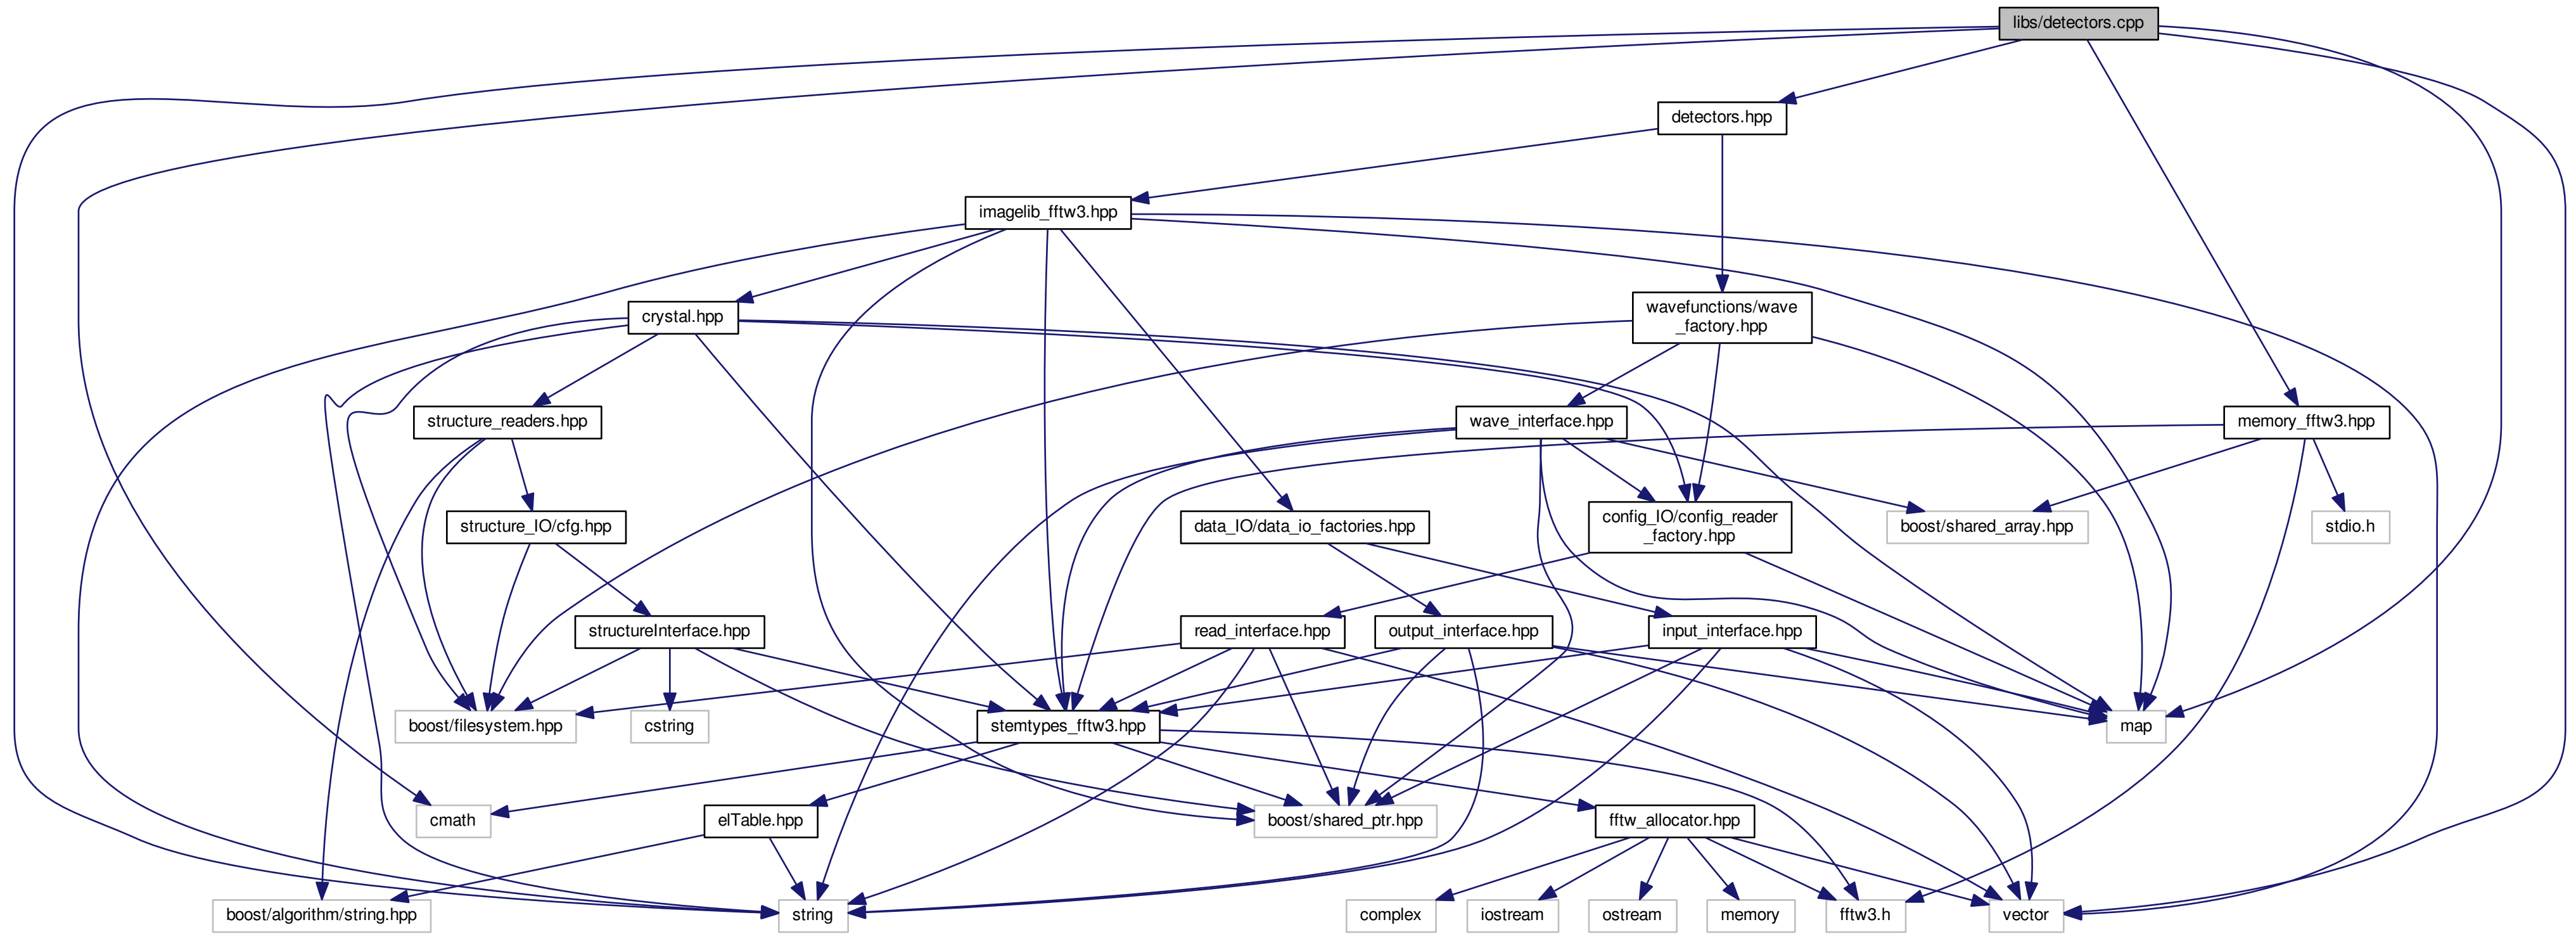 libs/detectors.cpp
detectors.hpp
imagelib_fftw3.hpp
crystal.hpp
wavefunctions/wave
_factory.hpp
structure_readers.hpp
wave_interface.hpp
memory_fftw3.hpp
structure_IO/cfg.hpp
data_IO/data_io_factories.hpp
config_IO/config_reader
_factory.hpp
boost/shared_array.hpp
stdio.h
structureInterface.hpp
read_interface.hpp
output_interface.hpp
input_interface.hpp
boost/filesystem.hpp
cstring
stemtypes_fftw3.hpp
map
cmath
elTable.hpp
boost/shared_ptr.hpp
fftw_allocator.hpp
boost/algorithm/string.hpp
string
complex
iostream
ostream
memory
fftw3.h
vector